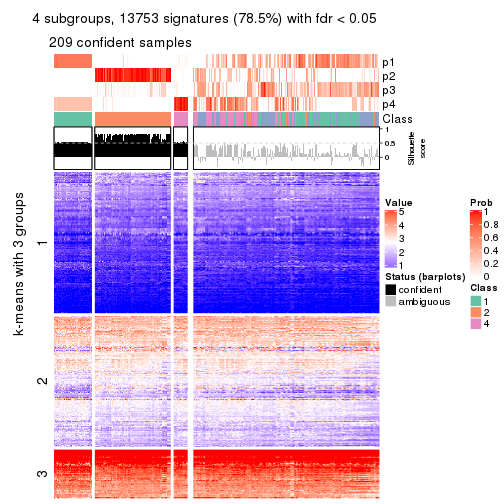 4 subgroups, 13753 signatures (78.5%) with fdr < 0.05
209 confident samples
p1
p2
p3
p4
Class
1
0.5
0
Silhouette
score
k-means with 3 groups
1
2
3
Value
5
4
3
2
1
Status (barplots)
confident
ambiguous
Prob
1
0.8
0.6
0.4
0.2
0
Class
1
2
4